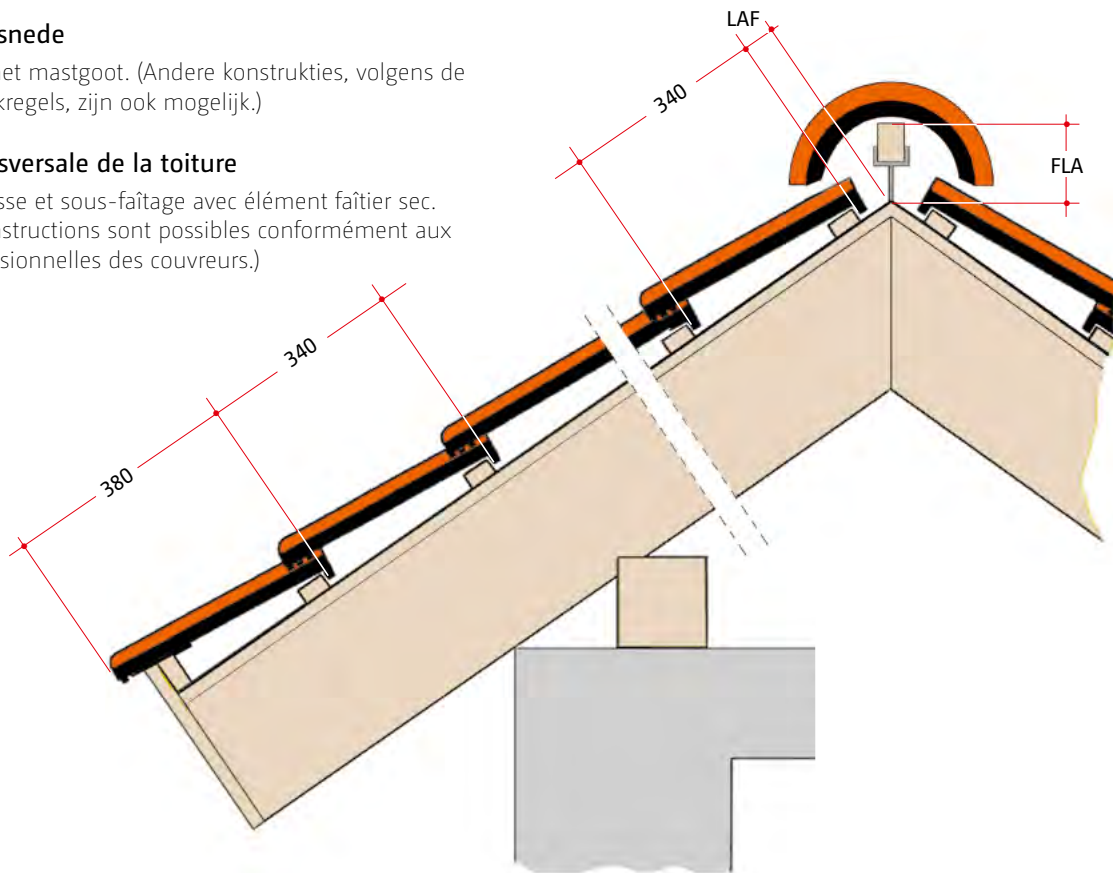 snede
et mastgoot. (Andere konstrukties, volgens de
kregels, zijn ook mogelijk.)
sversale de la toiture
sse et sous-faîtage avec élément faîtier sec.
nstructions sont possibles conformément aux
sionnelles des couvreurs.)
LAF
340
FLA
340
380